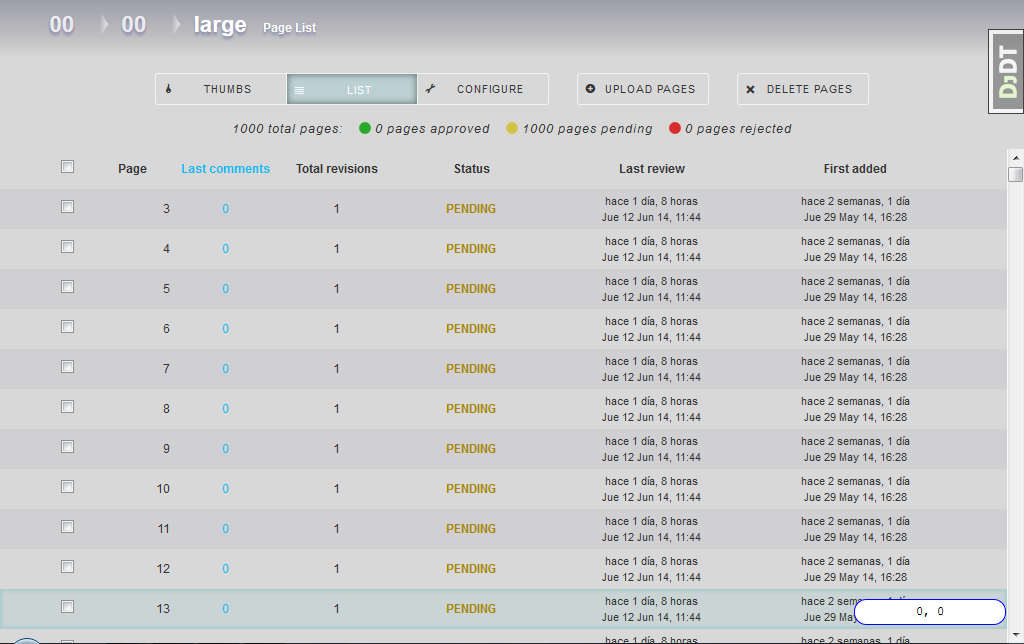 00 00 large Page List
DjDT
THUMBS LIST CONFIGURE UPLOAD PAGES DELETE PAGES
1000 total pages: 0 pages approved 1000 pages pending 0 pages rejected
Page Last comments Total revisions Status Last review First added
3 0 1 PENDING hace 1 día, 8 horas hace 2 semanas, 1 día
Jue 12 Jun 14, 11:44 Jue 29 May 14, 16:28
4 0 1 PENDING hace 1 día, 8 horas hace 2 semanas, 1 día
Jue 12 Jun 14, 11:44 Jue 29 May 14, 16:28
5 0 1 PENDING hace 1 día, 8 horas hace 2 semanas, 1 día
Jue 12 Jun 14, 11:44 Jue 29 May 14, 16:28
6 0 1 PENDING hace 1 día, 8 horas hace 2 semanas, 1 día
Jue 12 Jun 14, 11:44 Jue 29 May 14, 16:28
7 0 1 PENDING hace 1 día, 8 horas hace 2 semanas, 1 día
Jue 12 Jun 14, 11:44 Jue 29 May 14, 16:28
8 0 1 PENDING hace 1 día, 8 horas hace 2 semanas, 1 día
Jue 12 Jun 14, 11:44 Jue 29 May 14, 16:28
9 0 1 PENDING hace 1 día, 8 horas hace 2 semanas, 1 día
Jue 12 Jun 14, 11:44 Jue 29 May 14, 16:28
10 0 1 PENDING hace 1 día, 8 horas hace 2 semanas, 1 día
Jue 12 Jun 14, 11:44 Jue 29 May 14, 16:28
11 0 1 PENDING hace 1 día, 8 horas hace 2 semanas, 1 día
Jue 12 Jun 14, 11:44 Jue 29 May 14, 16:28
12 0 1 PENDING hace 1 día, 8 horas hace 2 semanas, 1 día
Jue 12 Jun 14, 11:44 Jue 29 May 14, 16:28
13 0 1 PENDING hace 1 día, 8 horas hace 2 semanas, 1 día
Jue 12 Jun 14, 11:44 Jue 29 May 0, 0
hace 1 día, 8 horas hace 2 semanas, 1 día